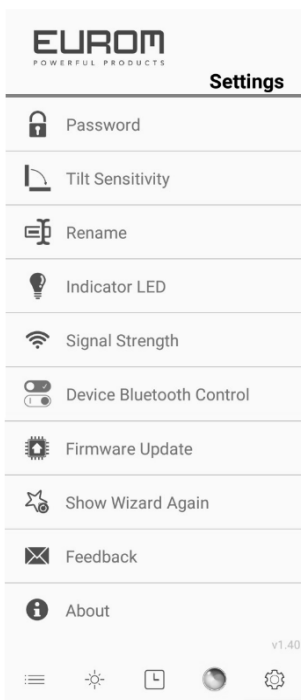 EUROM
POWERFUL PRODUCTS
Settings
Password
Tilt Sensitivity
Rename
Indicator LED
Signal Strength
Device Bluetooth Control
Firmware Update
Show Wizard Again
Feedback
About
v1.40